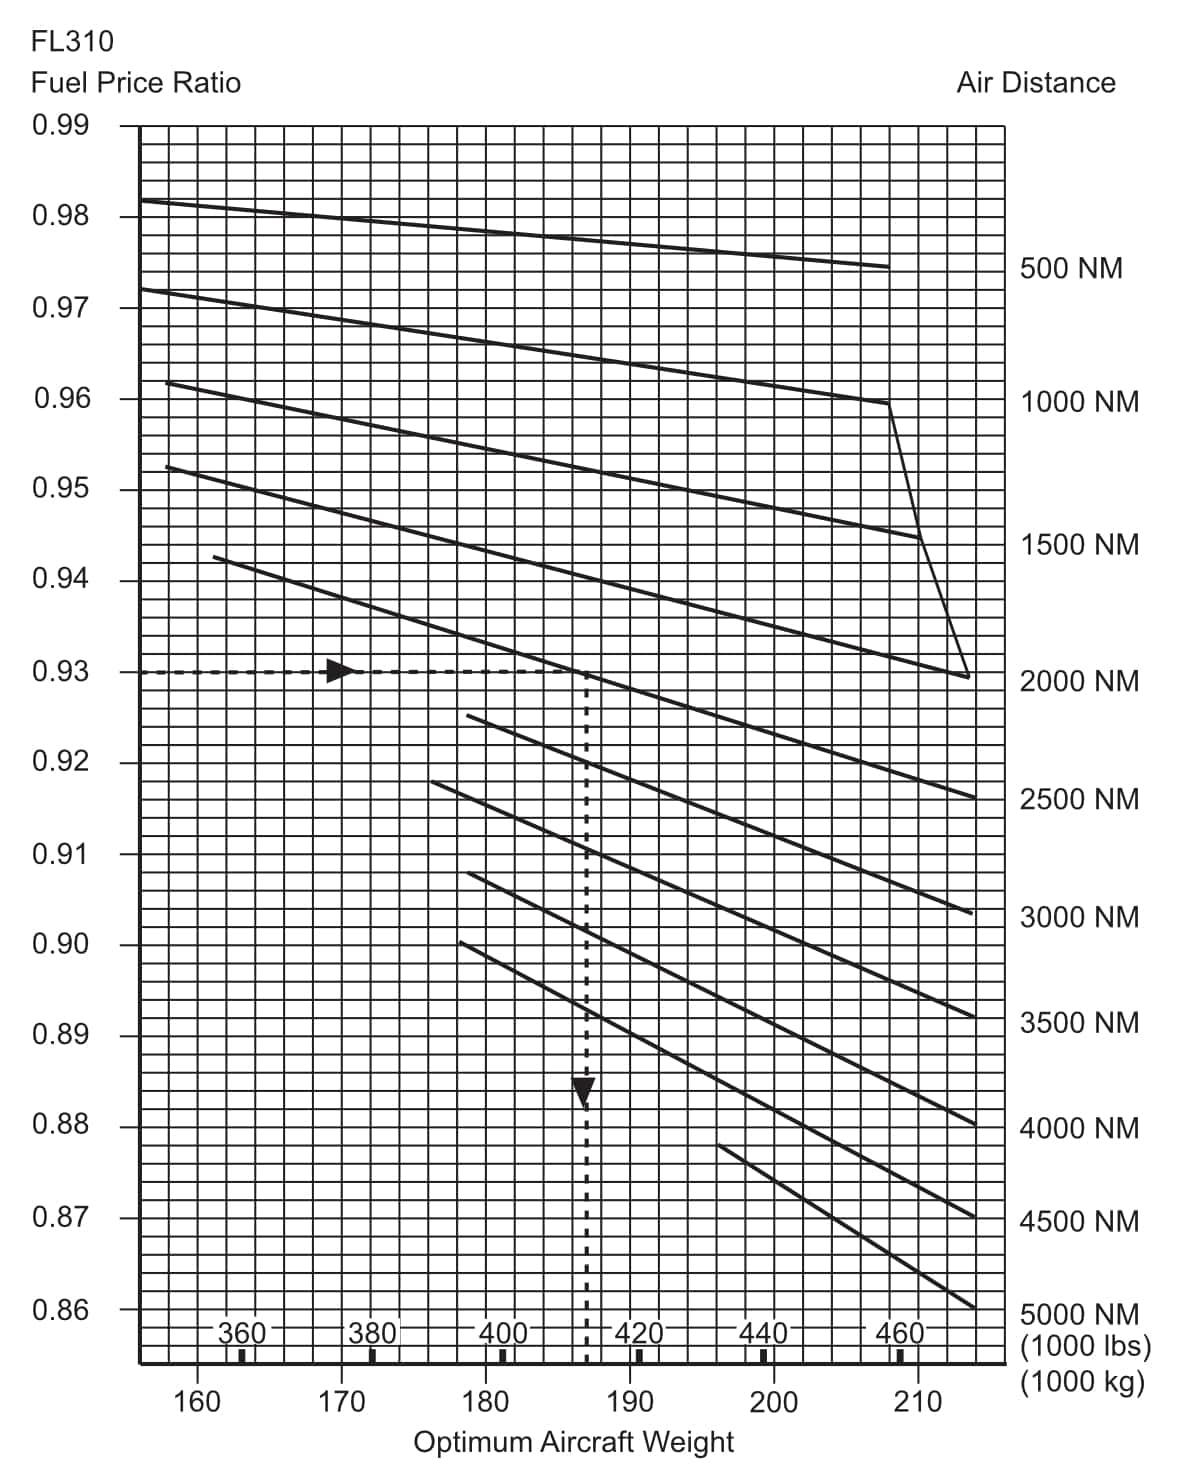 FL310
Fuel Price Ratio
Air Distance
0.99
0.98
500 NM
0.97
0.96
1000 NM
0.95
1500 NM
0.94
0.93
2000 NM
0.92
2500 NM
0.91
3000 NM
0.90
3500 NM
0.89
0.88
4000 NM
0.87
4500 NM
0.86
5000 NM
360 380 400 420 440 460 (1000 lbs)
160 170 180 190 200 210 (1000 kg)
Optimum Aircraft Weight